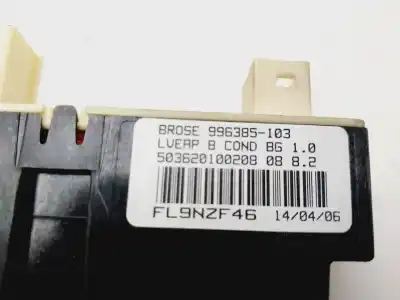 BROSE 996385-103
LVEAP B COND BG 1.0
503620100208 08 8.2
FL9NZF46 14/04/06